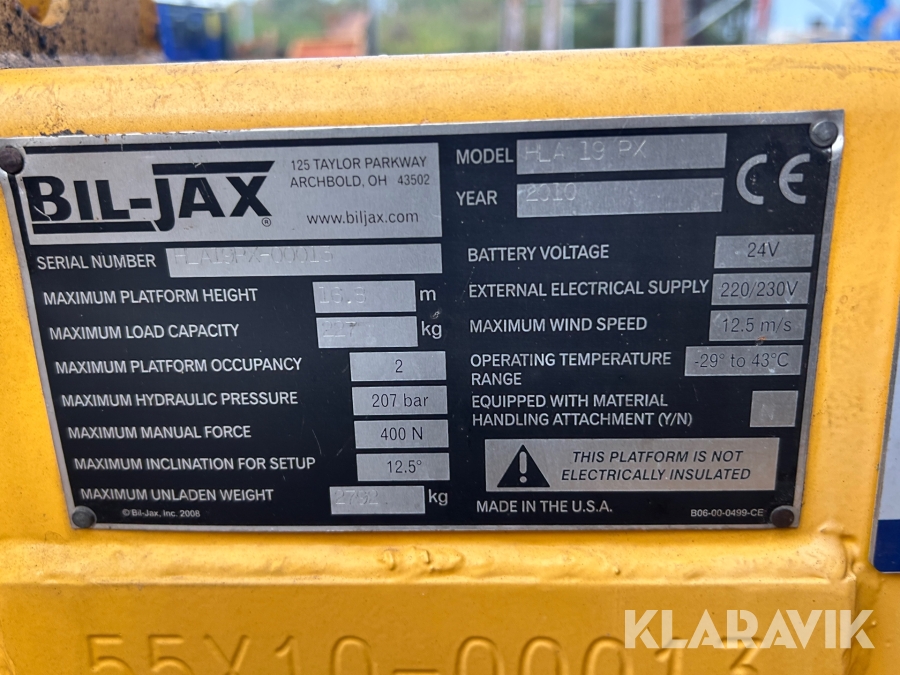 BIL-JAX®
125 TAYLOR PARKWAY
ARCHBOLD, OH 43502
www.biljax.com
MODEL HLA 19 PX
YEAR 2010
CE
SERIAL NUMBER
MAXIMUM PLATFORM HEIGHT m
MAXIMUM LOAD CAPACITY 227 kg
MAXIMUM PLATFORM OCCUPANCY 2
MAXIMUM HYDRAULIC PRESSURE 207 bar
MAXIMUM MANUAL FORCE 400 N
MAXIMUM INCLINATION FOR SETUP 12.5°
MAXIMUM UNLADEN WEIGHT kg
©Bil-Jax, Inc. 2008
BATTERY VOLTAGE 24V
EXTERNAL ELECTRICAL SUPPLY 220/230V
MAXIMUM WIND SPEED 12.5 m/s
OPERATING TEMPERATURE
RANGE -29° to 43°C
EQUIPPED WITH MATERIAL
HANDLING ATTACHMENT (Y/N) N
THIS PLATFORM IS NOT
ELECTRICALLY INSULATED
MADE IN THE U.S.A.
B06-00-0499-CE
55X10-00013
KLARAVIK